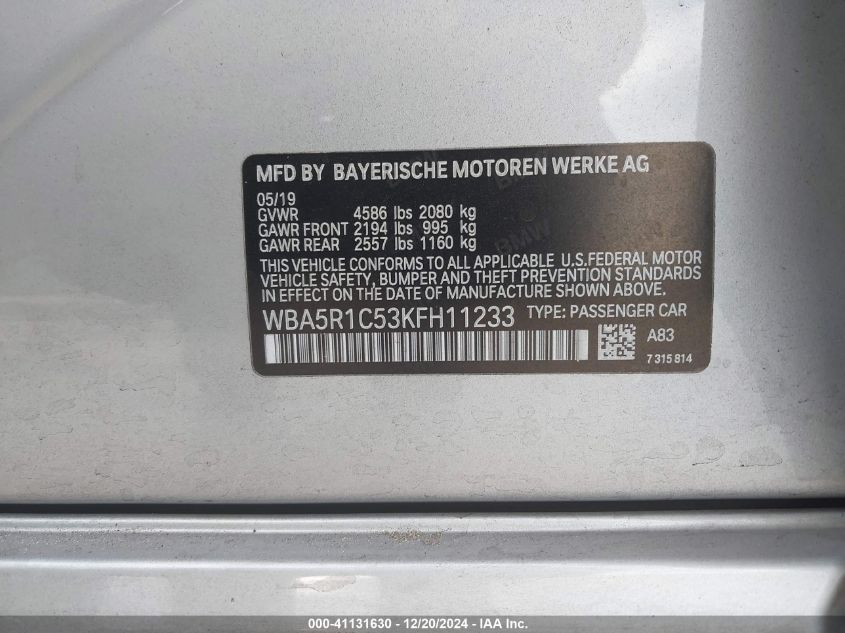 MFD BY BAYERISCHE MOTOREN WERKE AG
05/19
GVWR 4586 lbs 2080 kg
GAWR FRONT 2194 lbs 995 kg
GAWR REAR 2557 lbs 1160 kg
THIS VEHICLE CONFORMS TO ALL APPLICABLE U.S.FEDERAL MOTOR
VEHICLE SAFETY, BUMPER AND THEFT PREVENTION STANDARDS
IN EFFECT ON THE DATE OF MANUFACTURE SHOWN ABOVE.
WBA5R1C53KFH11233 TYPE: PASSENGER CAR
A83
7 315 814
000-41131630 - 12/20/2024 - IAA Inc.